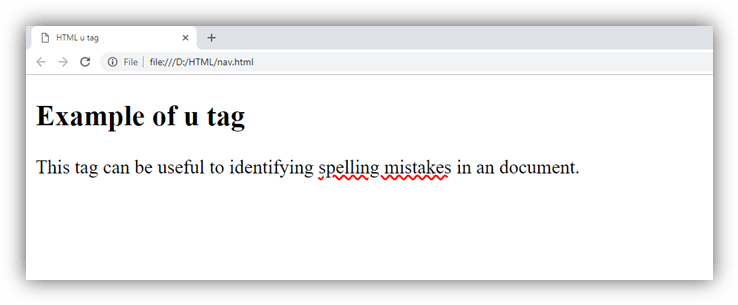 HTML u tag
File file:///D:/HTML/nav.html
Example of u tag
This tag can be useful to identifying spelling mistakes in an document.